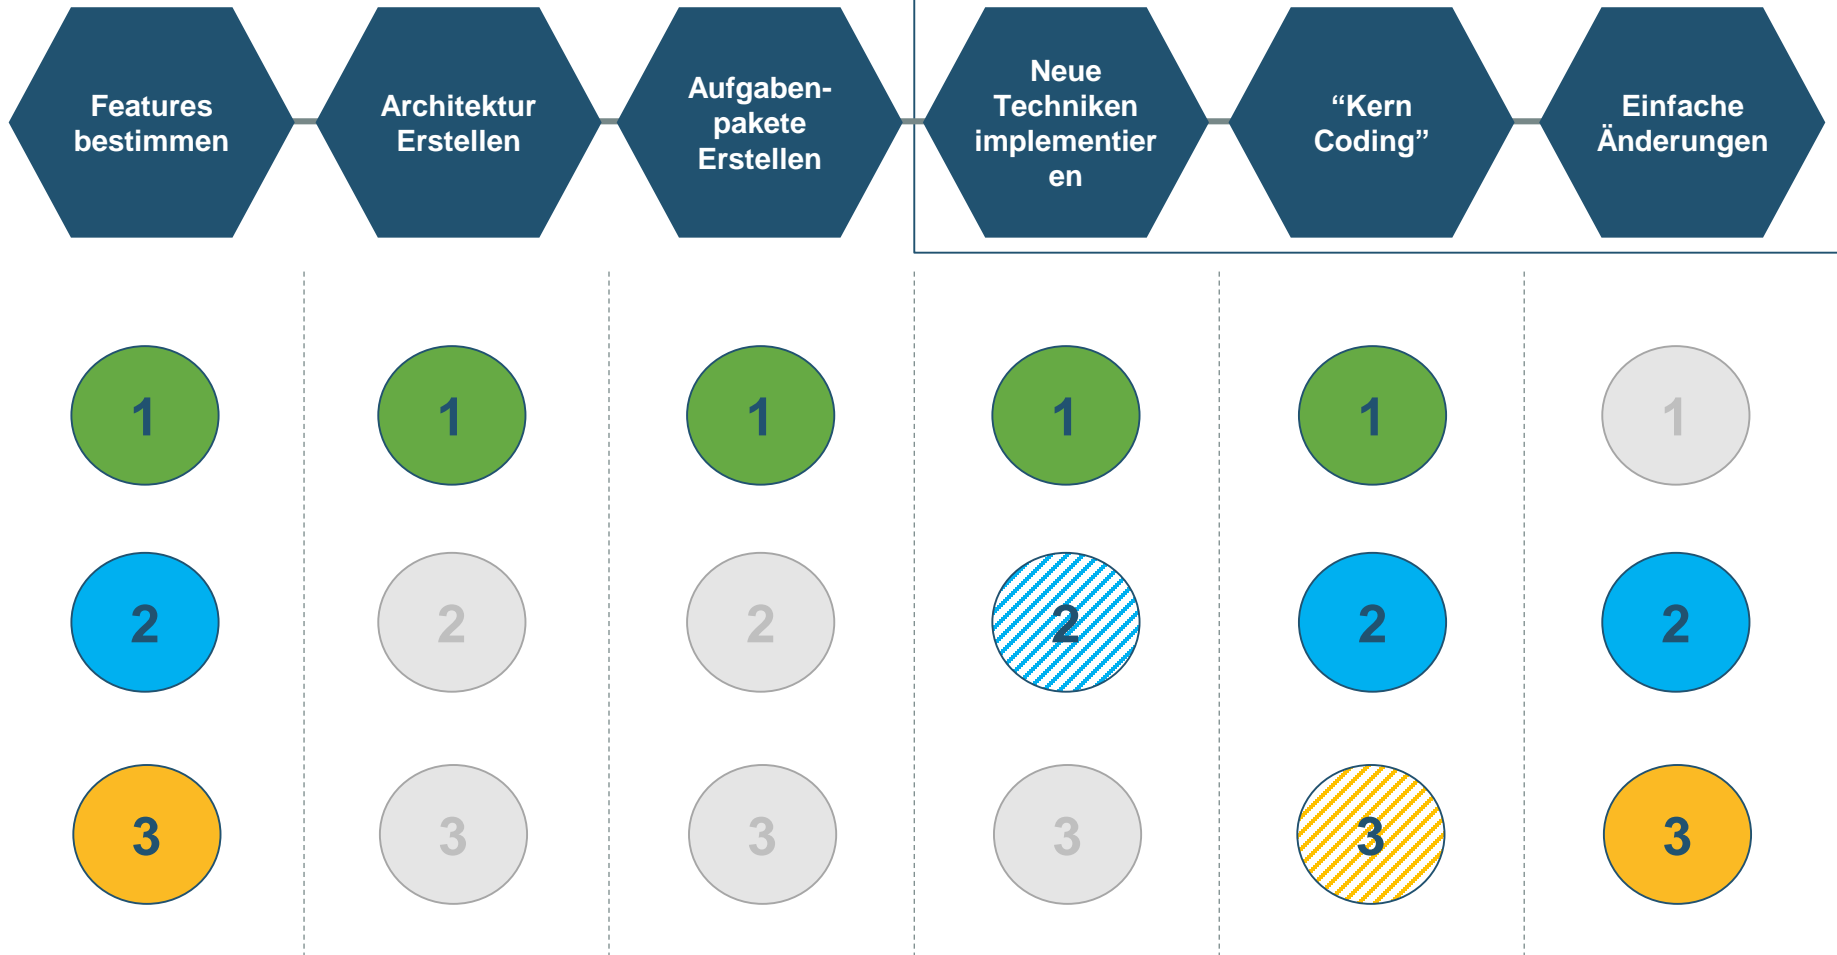 Features
bestimmen
Architektur
Erstellen
Aufgaben-
pakete
Erstellen
Neue
Techniken
implementier
en
“Kern
Coding”
Einfache
Änderungen
1
1
1
1
1
1
2
2
2
2
2
2
3
3
3
3
3
3